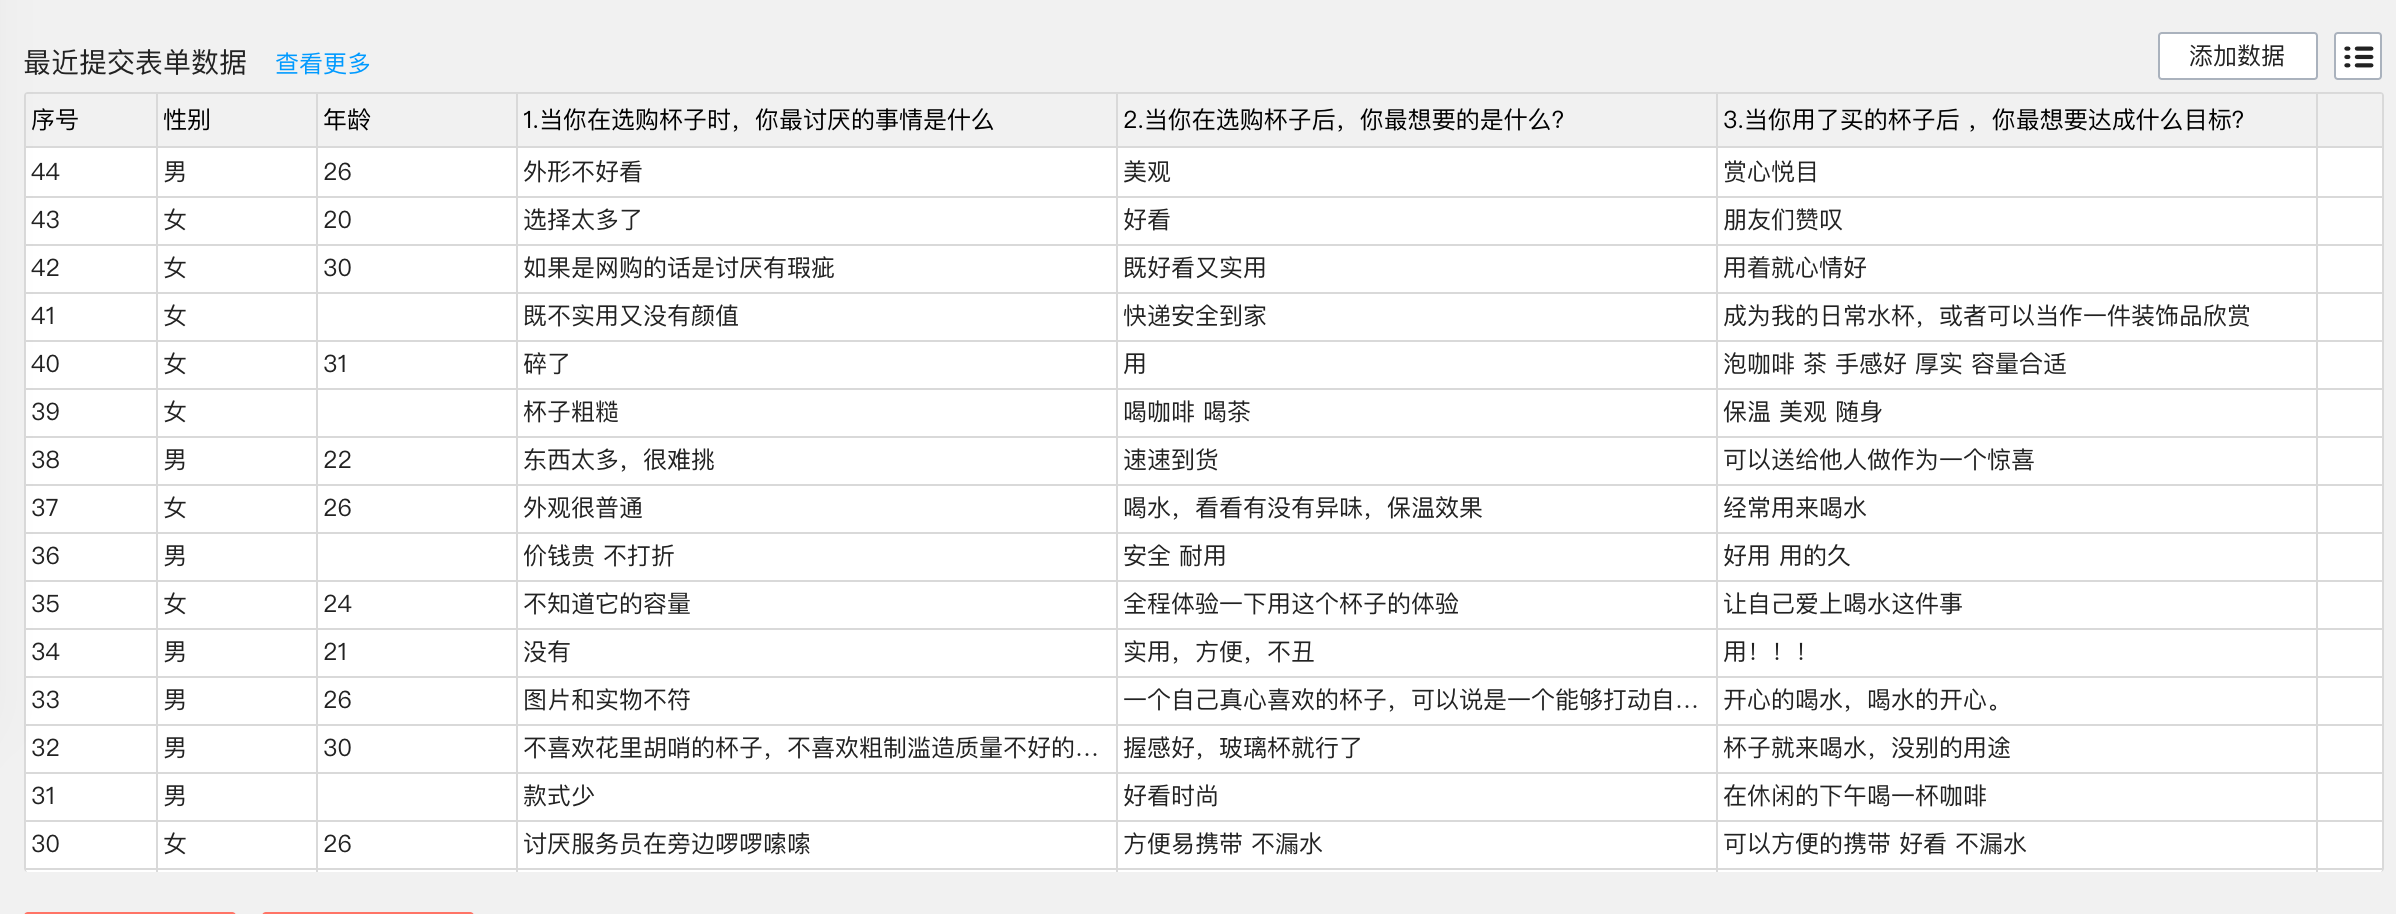 最近提交表单数据 查看更多 添加数据
序号 性别 年龄 1.当你在选购杯子时，你最讨厌的事情是什么 2.当你在选购杯子后，你最想要的是什么? 3.当你用了买的杯子后 ，你最想要达成什么目标?
44 男 26 外形不好看 美观 赏心悦目
43 女 20 选择太多了 好看 朋友们赞叹
42 女 30 如果是网购的话是讨厌有瑕疵 既好看又实用 用着就心情好
41 女 既不实用又没有颜值 快递安全到家 成为我的日常水杯，或者可以当作一件装饰品欣赏
40 女 31 碎了 用 泡咖啡 茶 手感好 厚实 容量合适
39 女 杯子粗糙 喝咖啡 喝茶 保温 美观 随身
38 男 22 东西太多，很难挑 速速到货 可以送给他人做作为一个惊喜
37 女 26 外观很普通 喝水，看看有没有异味，保温效果 经常用来喝水
36 男 价钱贵 不打折 安全 耐用 好用 用的久
35 女 24 不知道它的容量 全程体验一下用这个杯子的体验 让自己爱上喝水这件事
34 男 21 没有 实用，方便，不丑 用！！！
33 男 26 图片和实物不符 一个自己真心喜欢的杯子，可以说是一个能够打动自... 开心的喝水，喝水的开心。
32 男 30 不喜欢花里胡哨的杯子，不喜欢粗制滥造质量不好的... 握感好，玻璃杯就行了 杯子就来喝水，没别的用途
31 男 款式少 好看时尚 在休闲的下午喝一杯咖啡
30 女 26 讨厌服务员在旁边啰啰嗦嗦 方便易携带 不漏水 可以方便的携带 好看 不漏水